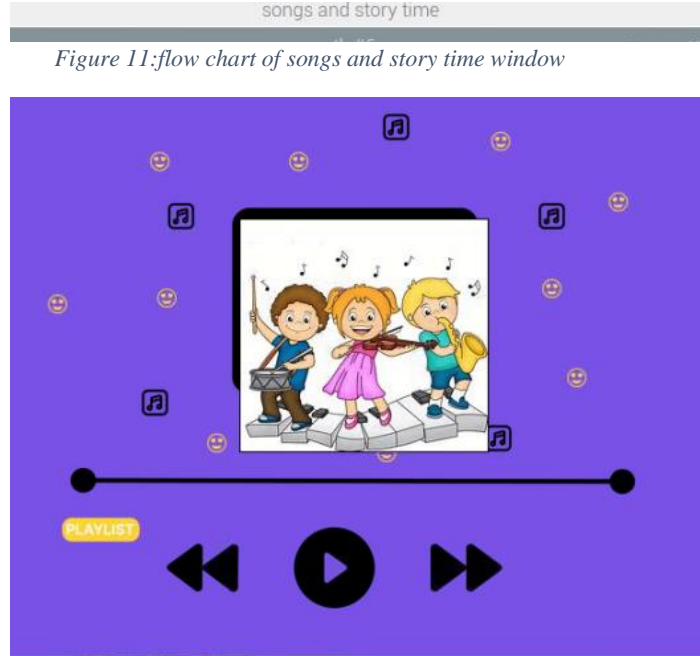 songs and story time
Figure 11:flow chart of songs and story time window
PLAYLIST